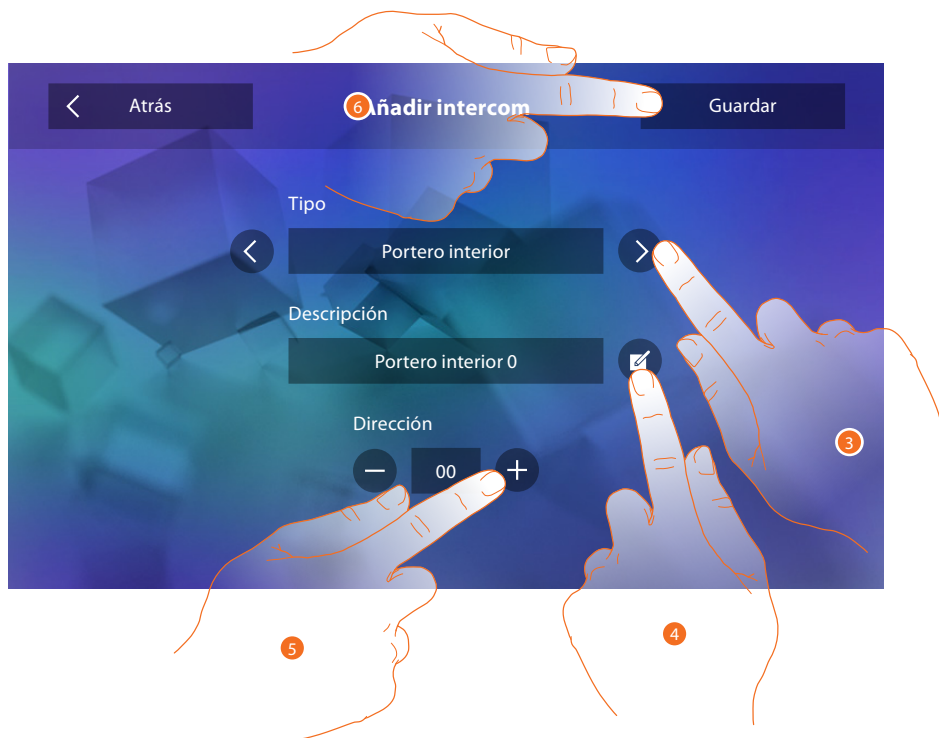 Atrás
6
Añadir intercom
Guardar
Tipo
Portero interior
Descripción
Portero interior 0
Dirección
00
3
4
5